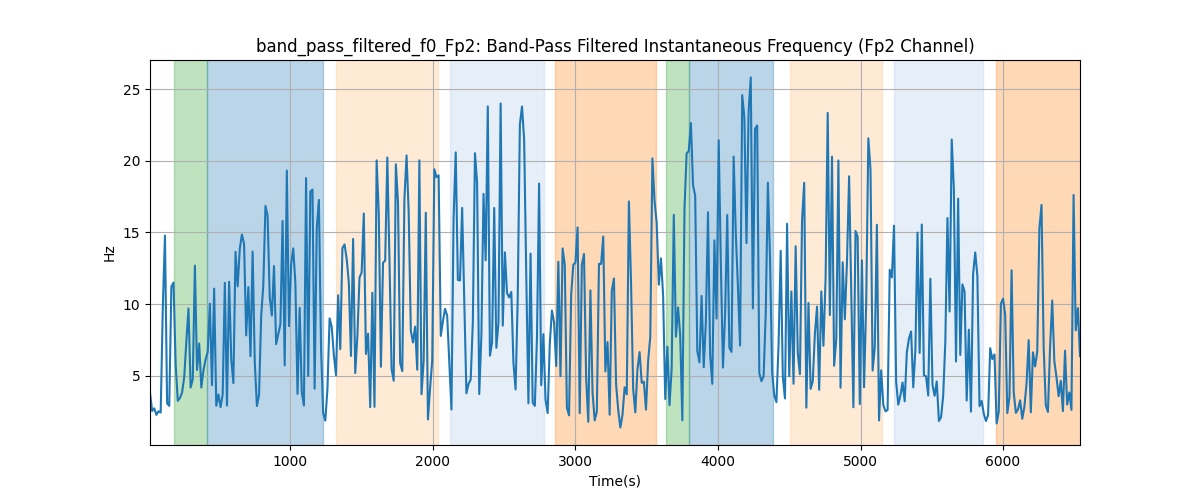 band_pass_filtered_f0_Fp2: Band-Pass Filtered Instantaneous Frequency (Fp2 Channel)
25
20
15
10
5
Hz
1000 2000 3000 4000 5000 6000
Time(s)